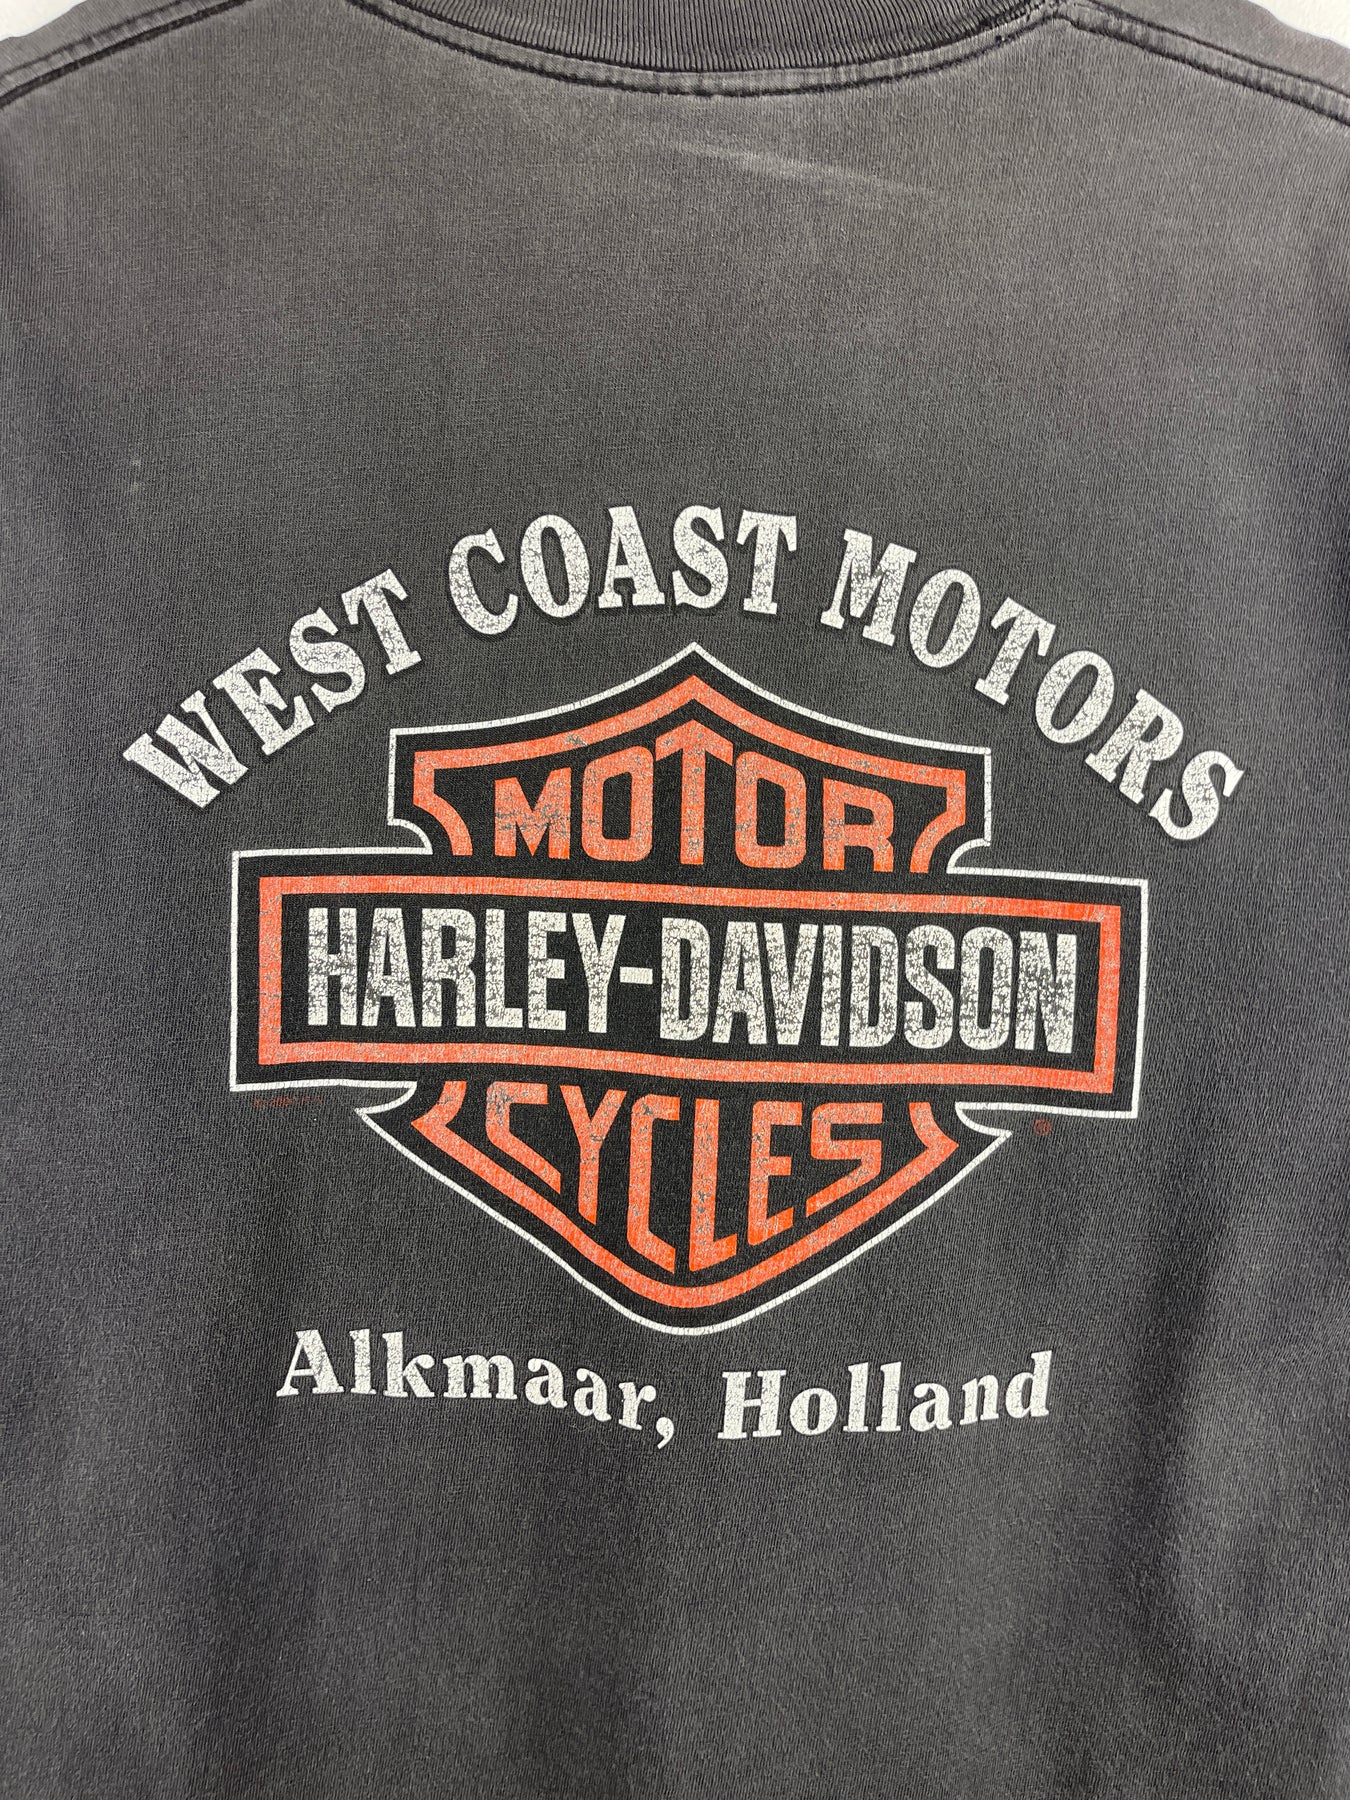 WEST COAST MOTORS
MOTOR
HARLEY-DAVIDSON
CYCLES
®
Alkmaar, Holland